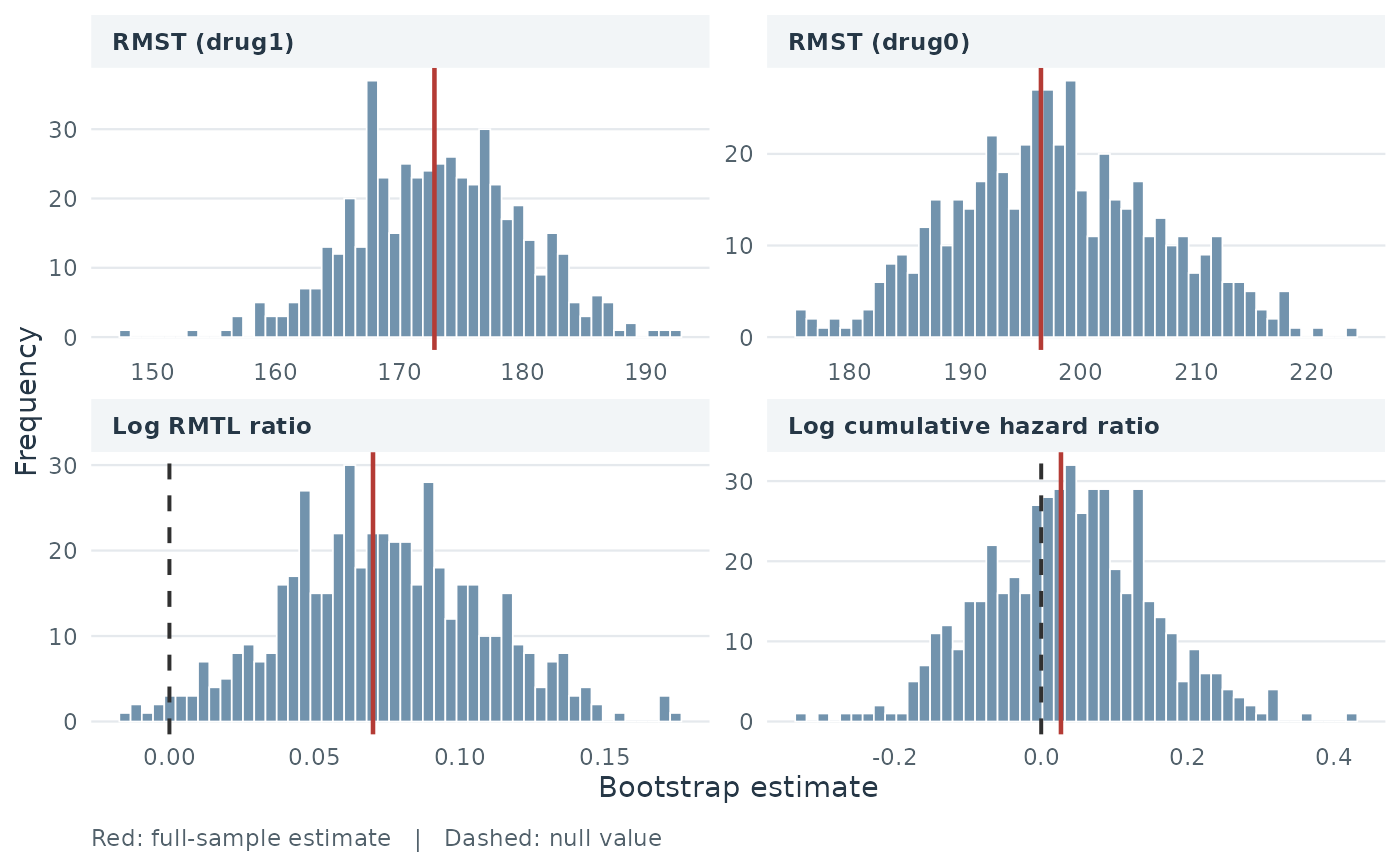 RMST (drug1)
RMST (drug0)
30
20
10
0
150 160 170 180 190
20
10
0
180 190 200 210 220
Frequency
Log RMTL ratio
Log cumulative hazard ratio
30
20
10
0
0.00 0.05 0.10 0.15
30
20
10
0
-0.2 0.0 0.2 0.4
Bootstrap estimate
Red: full-sample estimate | Dashed: null value